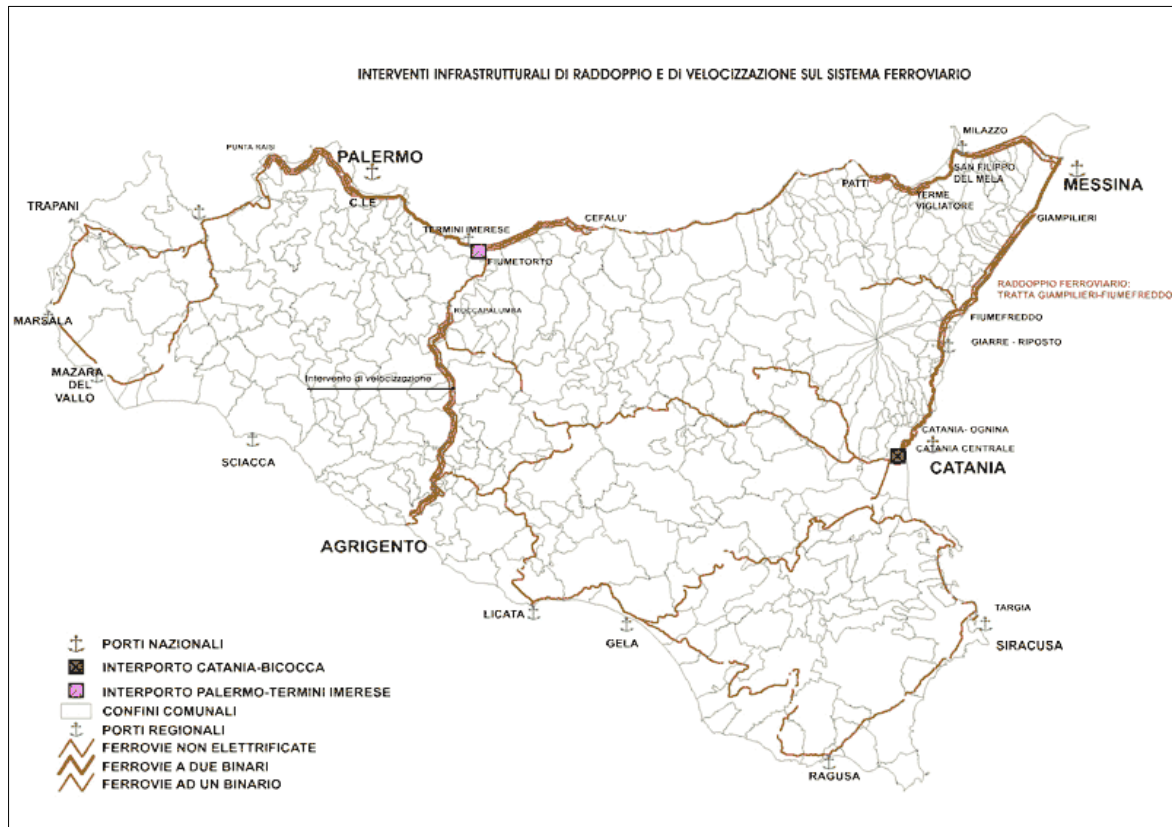 INTERVENTI INFRASTRUTTURALI DI RADDOPPIO E DI VELOCIZZAZIONE SUL SISTEMA FERROVIARIO
MILAZZO
PUNTA RAISI
PALERMO
SAN FILIPPO
DEL MELA
PATTI
MESSINA
YERME
VIGLIATORE
C.LE
TRAPANI
CEFALU'
GIAMPILIERI
TERMINI IMERESE
FIUMETORTO
RADDOPPIO FERROVIARIO:
TRATTA GIAMPILIERI-FIUMEFREDDO
ROCCAPALUMBA
MARSALA
FIUMEFREDDO
GIARRE - RIPOSTO
MAZARA
DEL
VALLO
Intervento di velocizzazione
CATANIA- OGNINA
CATANIA CENTRALE
SCIACCA
CATANIA
AGRIGENTO
LICATA
TARGIA
GELA
SIRACUSA
PORTI NAZIONALI
INTERPORTO CATANIA-BICOCCA
INTERPORTO PALERMO-TERMINI IMERESE
CONFINI COMUNALI
PORTI REGIONALI
FERROVIE NON ELETTRIFICATE
FERROVIE A DUE BINARI
FERROVIE AD UN BINARIO
RAGUSA